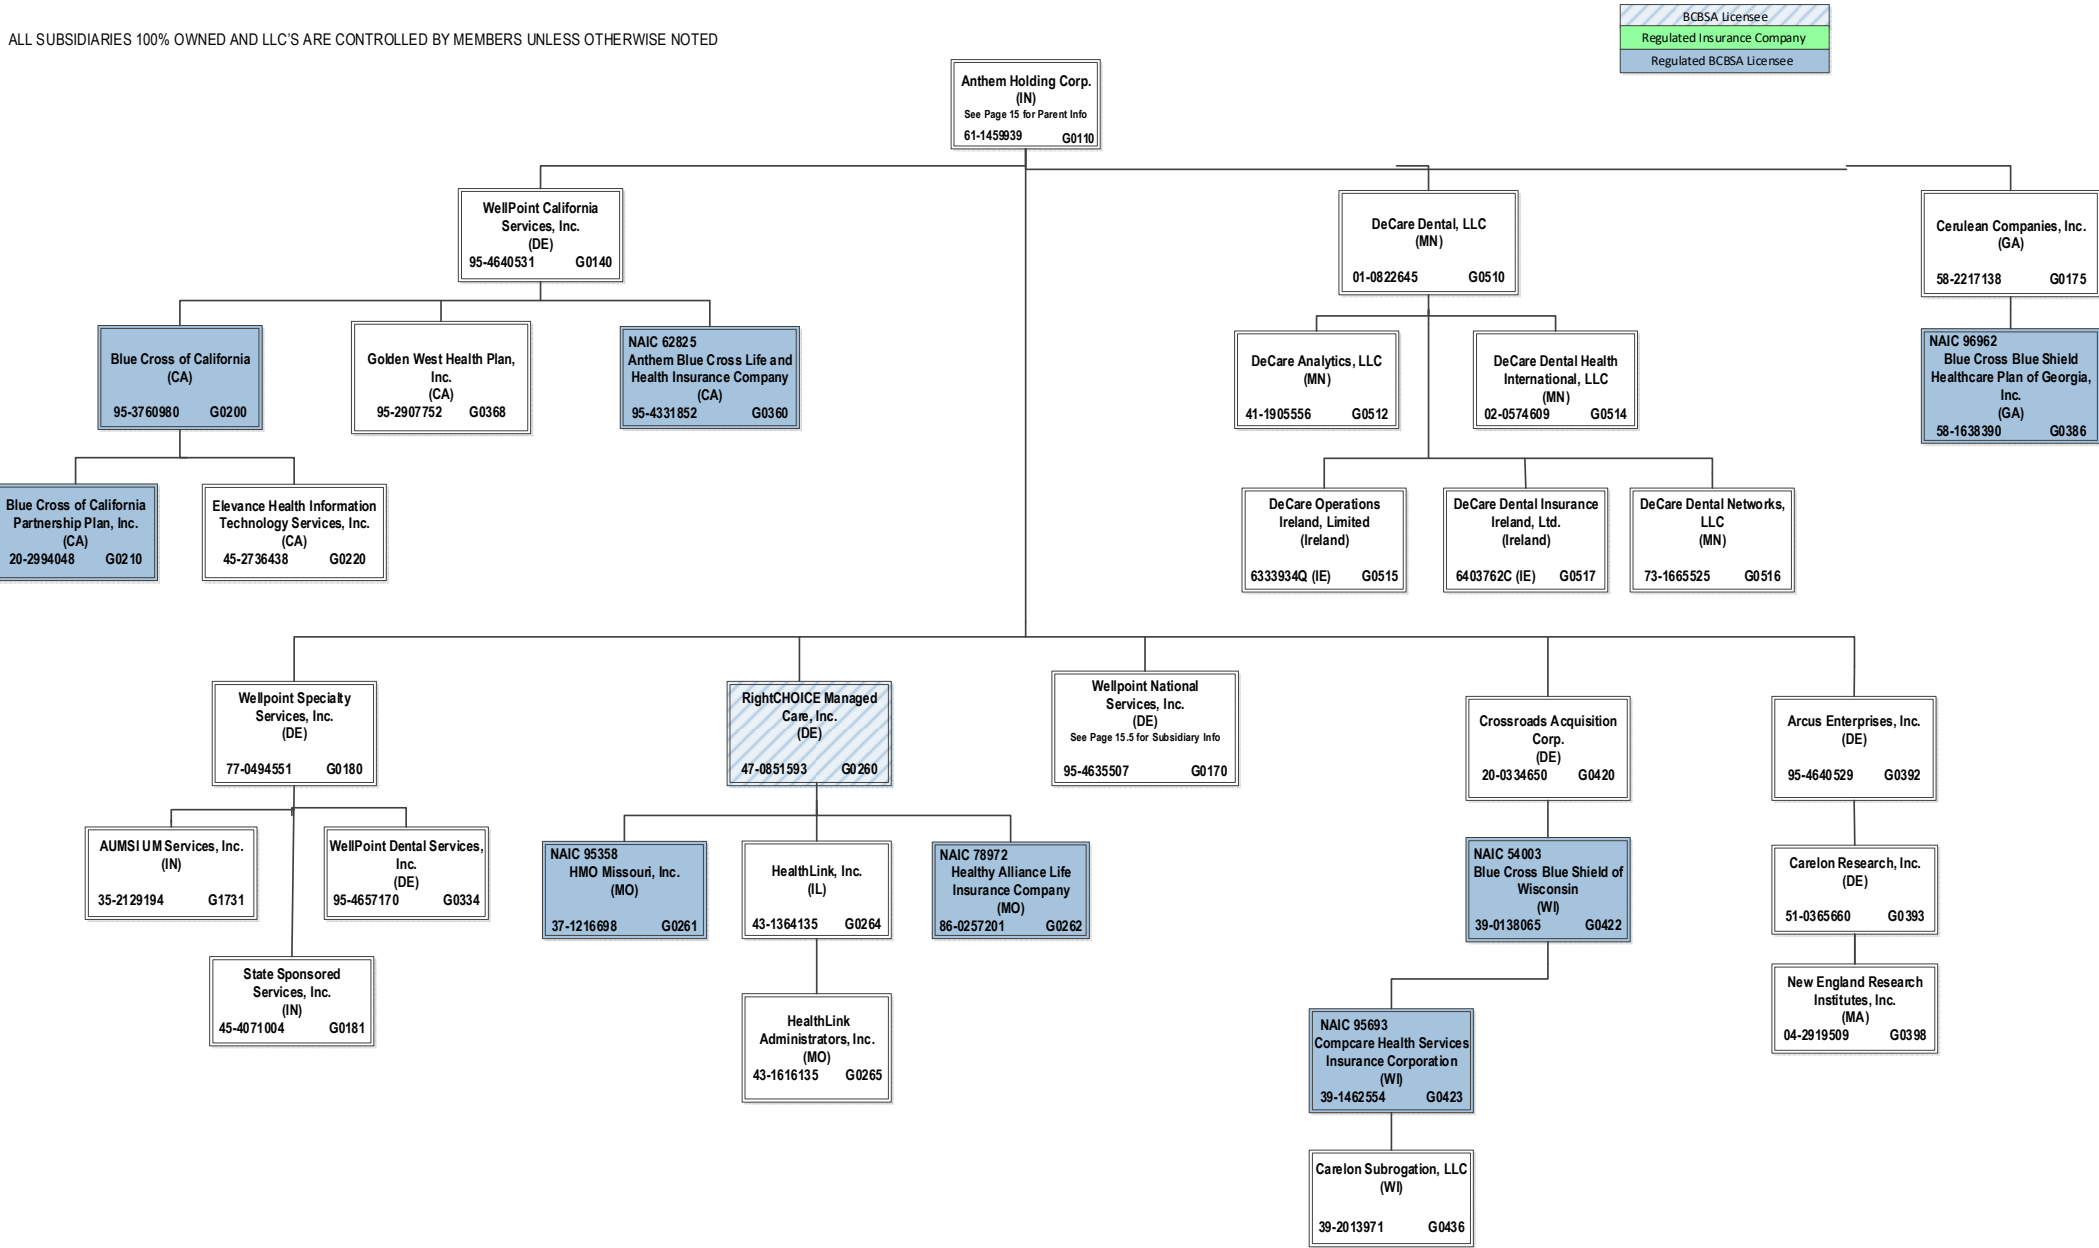 BCBSA Licensee
ALL SUBSIDIARIES 100% OWNED AND LLC'S ARE CONTROLLED BY MEMBERS UNLESS OTHERWISE NOTED
Regulated Insurance Company
Regulated BCBSA Licensee
Anthem Holding Corp.
(IN)
See Page 15 for Parent Info
61-1459939 G0110
WellPoint California
Services, Inc.
(DE)
95-4640531 G0140
DeCare Dental, LLC
(MN)
01-0822645 G0510
Cerulean Companies, Inc.
(GA)
58-2217138 G0175
Blue Cross of California
(CA)
95-3760980 G0200
Golden West Health Plan,
Inc.
(CA)
95-2907752 G0368
NAIC 62825
Anthem Blue Cross Life and
Health Insurance Company
(CA)
95-4331852 G0360
DeCare Analytics, LLC
(MN)
41-1905556 G0512
DeCare Dental Health
International, LLC
(MN)
02-0574609 G0514
NAIC 96962
Blue Cross Blue Shield
Healthcare Plan of Georgia,
Inc.
(GA)
58-1638390 G0386
Blue Cross of California
Partnership Plan, Inc.
(CA)
20-2994048 G0210
Elevance Health Information
Technology Services, Inc.
(CA)
45-2736438 G0220
DeCare Operations
Ireland, Limited
(Ireland)
6333934Q (IE) G0515
DeCare Dental Insurance
Ireland, Ltd.
(Ireland)
6403762C (IE) G0517
DeCare Dental Networks,
LLC
(MN)
73-1665525 G0516
Wellpoint Specialty
Services, Inc.
(DE)
77-0494551 G0180
RightCHOICE Managed
Care, Inc.
(DE)
47-0851593 G0260
Wellpoint National
Services, Inc.
(DE)
See Page 15.5 for Subsidiary Info
95-4635507 G0170
Crossroads Acquisition
Corp.
(DE)
20-0334650 G0420
Arcus Enterprises, Inc.
(DE)
95-4640529 G0392
AUMSI UM Services, Inc.
(IN)
35-2129194 G1731
WellPoint Dental Services,
Inc.
(DE)
95-4657170 G0334
NAIC 95358
HMO Missouri, Inc.
(MO)
37-1216698 G0261
HealthLink, Inc.
(IL)
43-1364135 G0264
NAIC 78972
Healthy Alliance Life
Insurance Company
(MO)
86-0257201 G0262
NAIC 54003
Blue Cross Blue Shield of
Wisconsin
(WI)
39-0138065 G0422
Carelon Research, Inc.
(DE)
51-0365660 G0393
State Sponsored
Services, Inc.
(IN)
45-4071004 G0181
HealthLink
Administrators, Inc.
(MO)
43-1616135 G0265
NAIC 95693
Compcare Health Services
Insurance Corporation
(WI)
39-1462554 G0423
New England Research
Institutes, Inc.
(MA)
04-2919509 G0398
Carelon Subrogation, LLC
(WI)
39-2013971 G0436